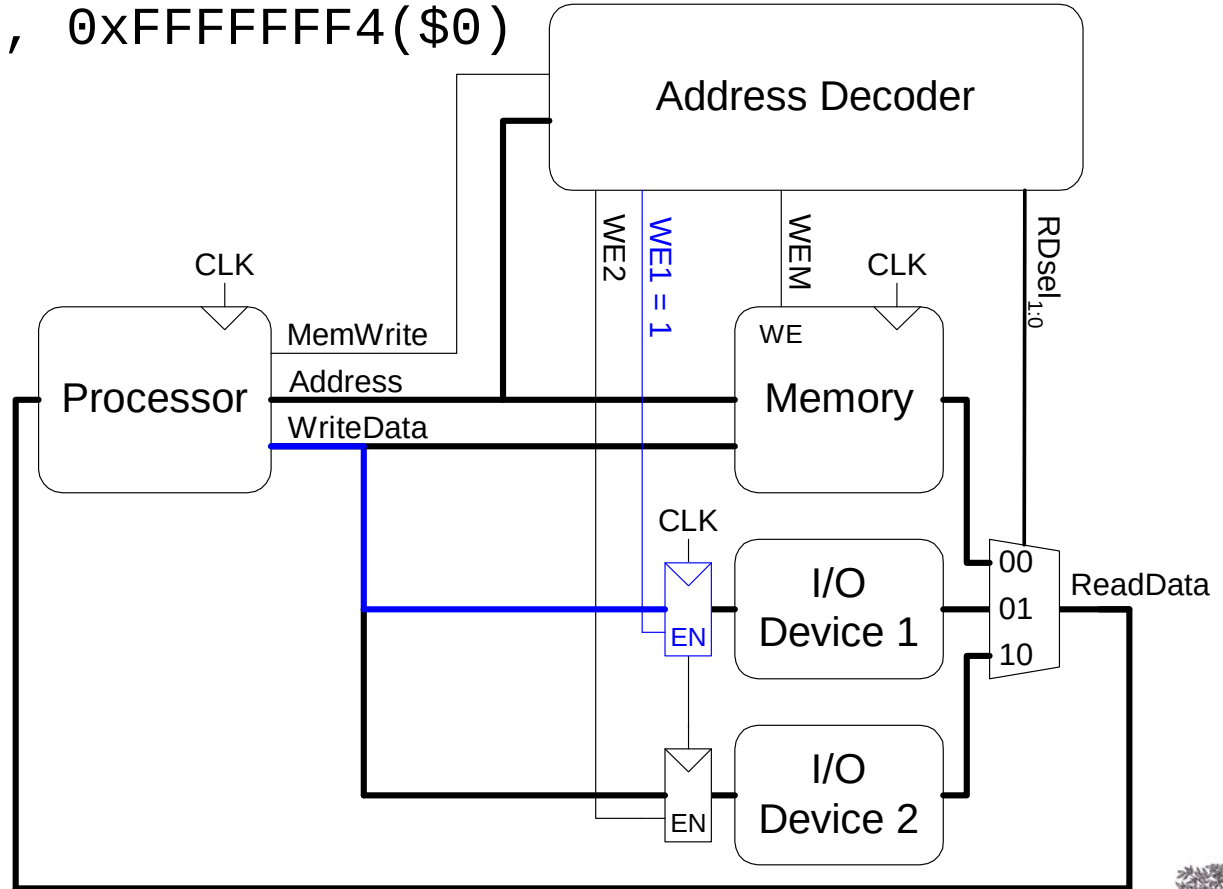 , 0xFFFFFFF4($0)
Address Decoder
WE2
WE1 = 1
WEM
RDsel1:0
CLK
CLK
Processor
MemWrite
Address
WriteData
WE
Memory
CLK
EN
I/O
Device 1
00
01
10
ReadData
EN
I/O
Device 2